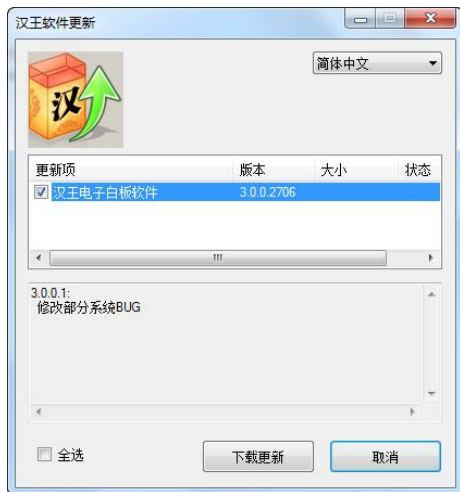 汉王软件更新
汉
简体中文
更新项 版本 大小 状态
汉王电子白板软件 3.0.0.2706
3.0.0.1:
修改部分系统BUG
全选 下载更新 取消